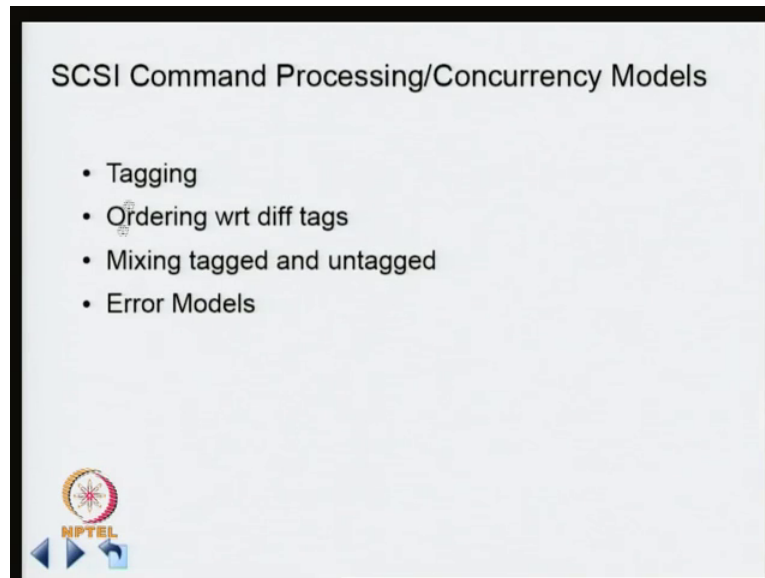 SCSI Command Processing/Concurrency Models
• Tagging
• Ordering wrt diff tags
• Mixing tagged and untagged
• Error Models
NPTEL